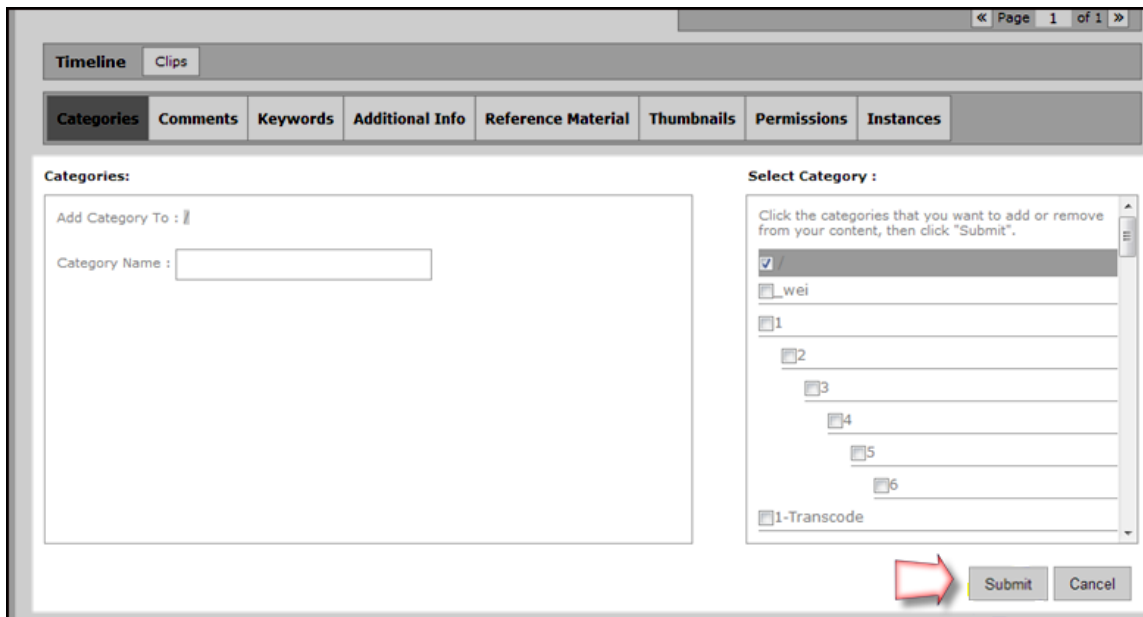 « Page 1 of 1 »
Timeline Clips
Categories Comments Keywords Additional Info Reference Material Thumbnails Permissions Instances
Categories:
Add Category To : /
Category Name :
Select Category :
Click the categories that you want to add or remove
from your content, then click "Submit".
/
_wei
1
2
3
4
5
6
1-Transcode
Submit Cancel